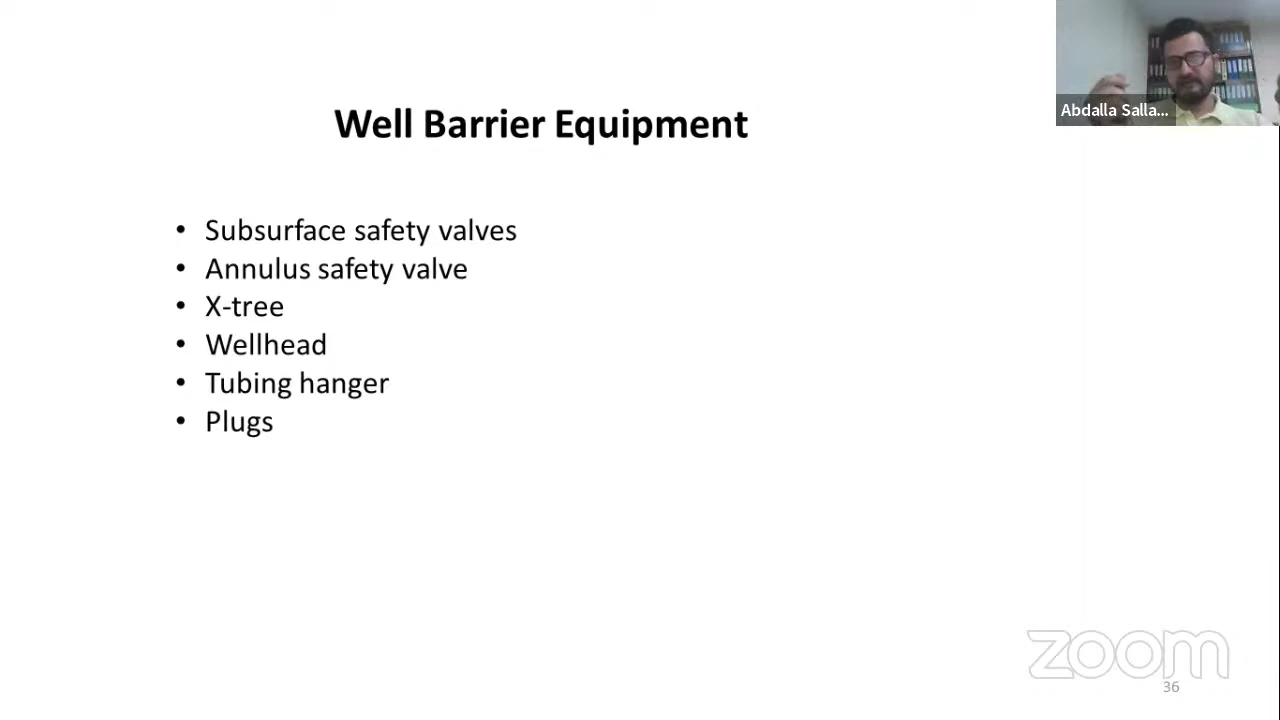 Well Barrier Equipment
Abdalla Salla...
• Subsurface safety valves
• Annulus safety valve
• X-tree
• Wellhead
• Tubing hanger
• Plugs
zoom
36